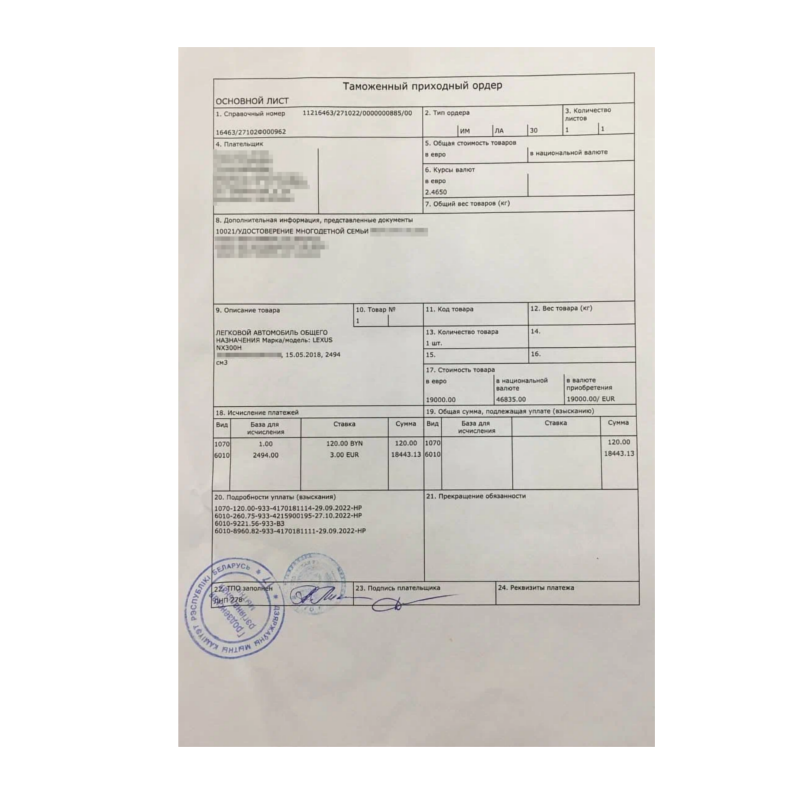 Таможенный приходный ордер
ОСНОВНОЙ ЛИСТ
1. Справочный номер 11216463/271022/0000000885/00
16463/271020000962
2. Тип ордера
ИМ ЛА 30
3. Количество листов
1 1
4. Плательщик
5. Общая стоимость товаров
в евро
в национальной валюте
6. Курсы валют
в евро
2.4650
7. Общий вес товаров (кг)
8. Дополнительная информация, представленные документы
10021/УДОСТОВЕРЕНИЕ МНОГОДЕТНОЙ СЕМЬИ
9. Описание товара
10. Товар №
1
11. Код товара
12. Вес товара (кг)
ЛЕГКОВОЙ АВТОМОБИЛЬ ОБЩЕГО
НАЗНАЧЕНИЯ Марка/модель: LEXUS
NX300H
, 15.05.2018, 2494
см3
13. Количество товара
1 шт.
14.
15.
16.
17. Стоимость товара
в евро
в национальной валюте
в валюте приобретения
19000.00 46835.00 19000.00/ EUR
18. Исчисление платежей
19. Общая сумма, подлежащая уплате (взысканию)
Вид База для исчисления Ставка Сумма Вид База для исчисления Ставка Сумма
1070 1.00 120.00 BYN 120.00 1070 120.00
6010 2494.00 3.00 EUR 18443.13 6010 18443.13
20. Подробности уплаты (взыскания)
1070-120.00-933-4170181114-29.09.2022-НР
6010-260.75-933-4215900195-27.10.2022-НР
6010-9221.56-933-ВЗ
6010-8960.82-933-4170181111-29.09.2022-НР
21. Прекращение обязанности
22. ТПО заполнен
ЛНП 228
23. Подпись плательщика
24. Реквизиты платежа
ДЗЯРЖАЎНЫ МЫТНЫ КАМІТЭТ РЭСПУБЛІКІ БЕЛАРУСЬ